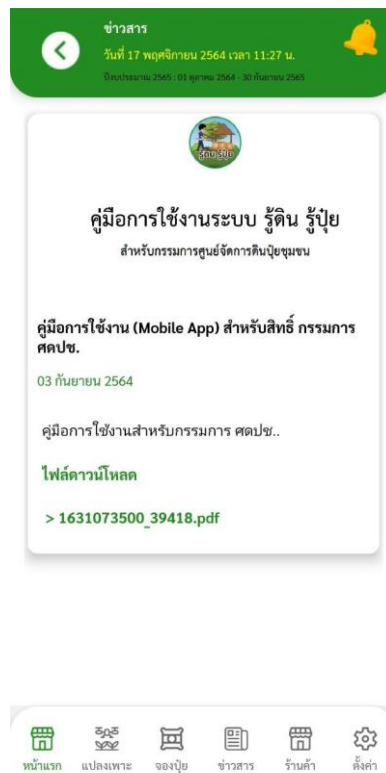 ข่าวสาร
วันที่ 17 พฤศจิกายน 2564 เวลา 11:27 น.
ปีงบประมาณ 2565 : 01 ตุลาคม 2564 - 30 กันยายน 2565
รู้ดิน รู้ปุ๋ย
คู่มือการใช้งานระบบ รู้ดิน รู้ปุ๋ย
สำหรับกรรมการศูนย์จัดการดินปุ๋ยชุมชน
คู่มือการใช้งาน (Mobile App) สำหรับสิทธิ์ กรรมการ
ศดปช.
03 กันยายน 2564
คู่มือการใช้งานสำหรับกรรมการ ศดปช..
ไฟล์ดาวน์โหลด
> 1631073500_39418.pdf
หน้าแรก แปลงเพาะ จองปุ๋ย ข่าวสาร ร้านค้า ตั้งค่า